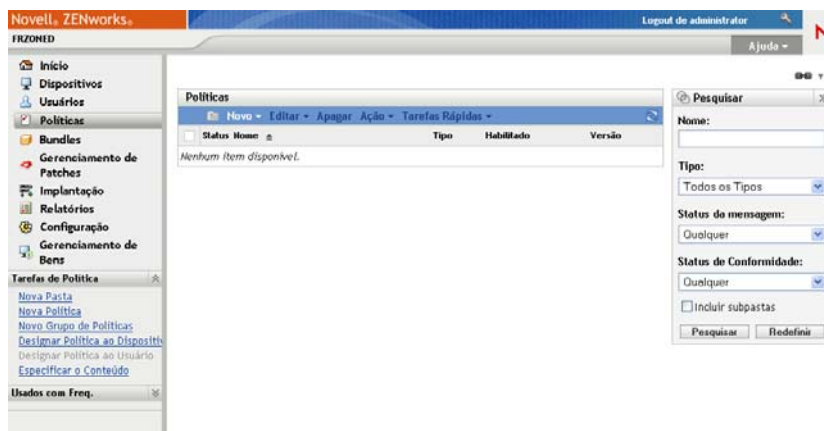 Novell® ZENworks®
Logout de administrator
FRZONED
Ajuda
Início
Dispositivos
Usuários
Políticas
Bundles
Gerenciamento de
Patches
Implantação
Relatórios
Configuração
Gerenciamento de
Bens
Tarefas de Política
Nova Pasta
Nova Política
Novo Grupo de Políticas
Designar Política ao Dispositiv
Designar Política ao Usuário
Especificar o Conteúdo
Usados com Freq.
Políticas
Novo Editar Apagar Ação Tarefas Rápidas
Status Nome Tipo Habilitado Versão
Nenhum item disponível.
Pesquisar
Nome:
Tipo:
Todos os Tipos
Status da mensagem:
Qualquer
Status de Conformidade:
Qualquer
Incluir subpastas
Pesquisar Redefinir